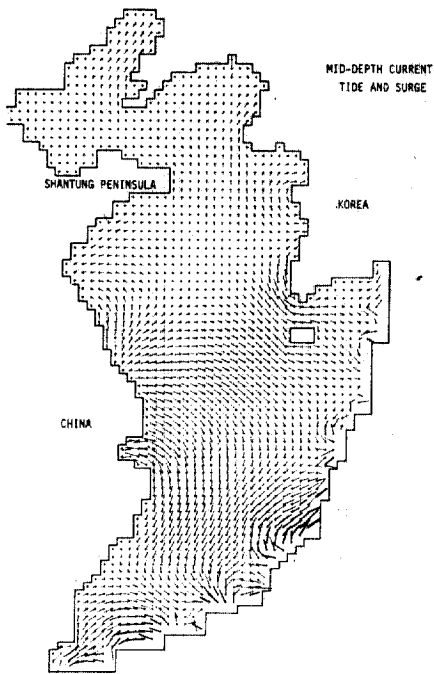 MID-DEPTH CURRENT
TIDE AND SURGE
SHANTUNG PENINSULA
KOREA
CHINA